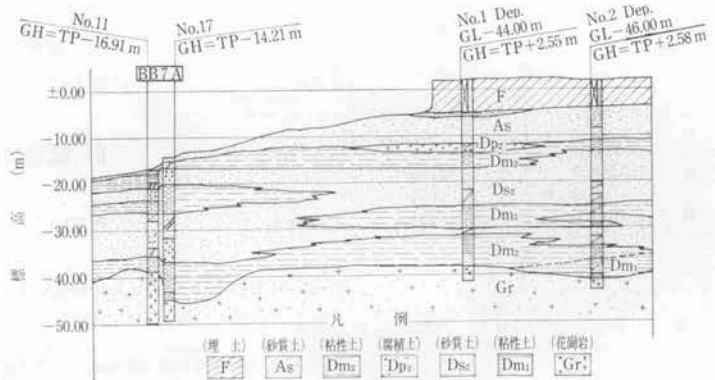 No.11
GH=TP-16.91 m
No.17
GH=TP-14.21 m
No.1 Dep.
GL-44.00 m
GH=TP+2.55 m
No.2 Dep.
GL-46.00 m
GH=TP+2.58 m
BB7A
±0.00
-10.00
-20.00
-30.00
-40.00
-50.00
標高(m)
F
As
Dp₂
Dm₂
Ds₂
Dm₂
Dm₂
Dm₁
Gr
凡 例
(埋 土) (砂質土) (粘性土) (腐植土) (砂質土) (粘性土) (花崗岩)
F As Dm₂ Dp₂ Ds₂ Dm₁ Gr